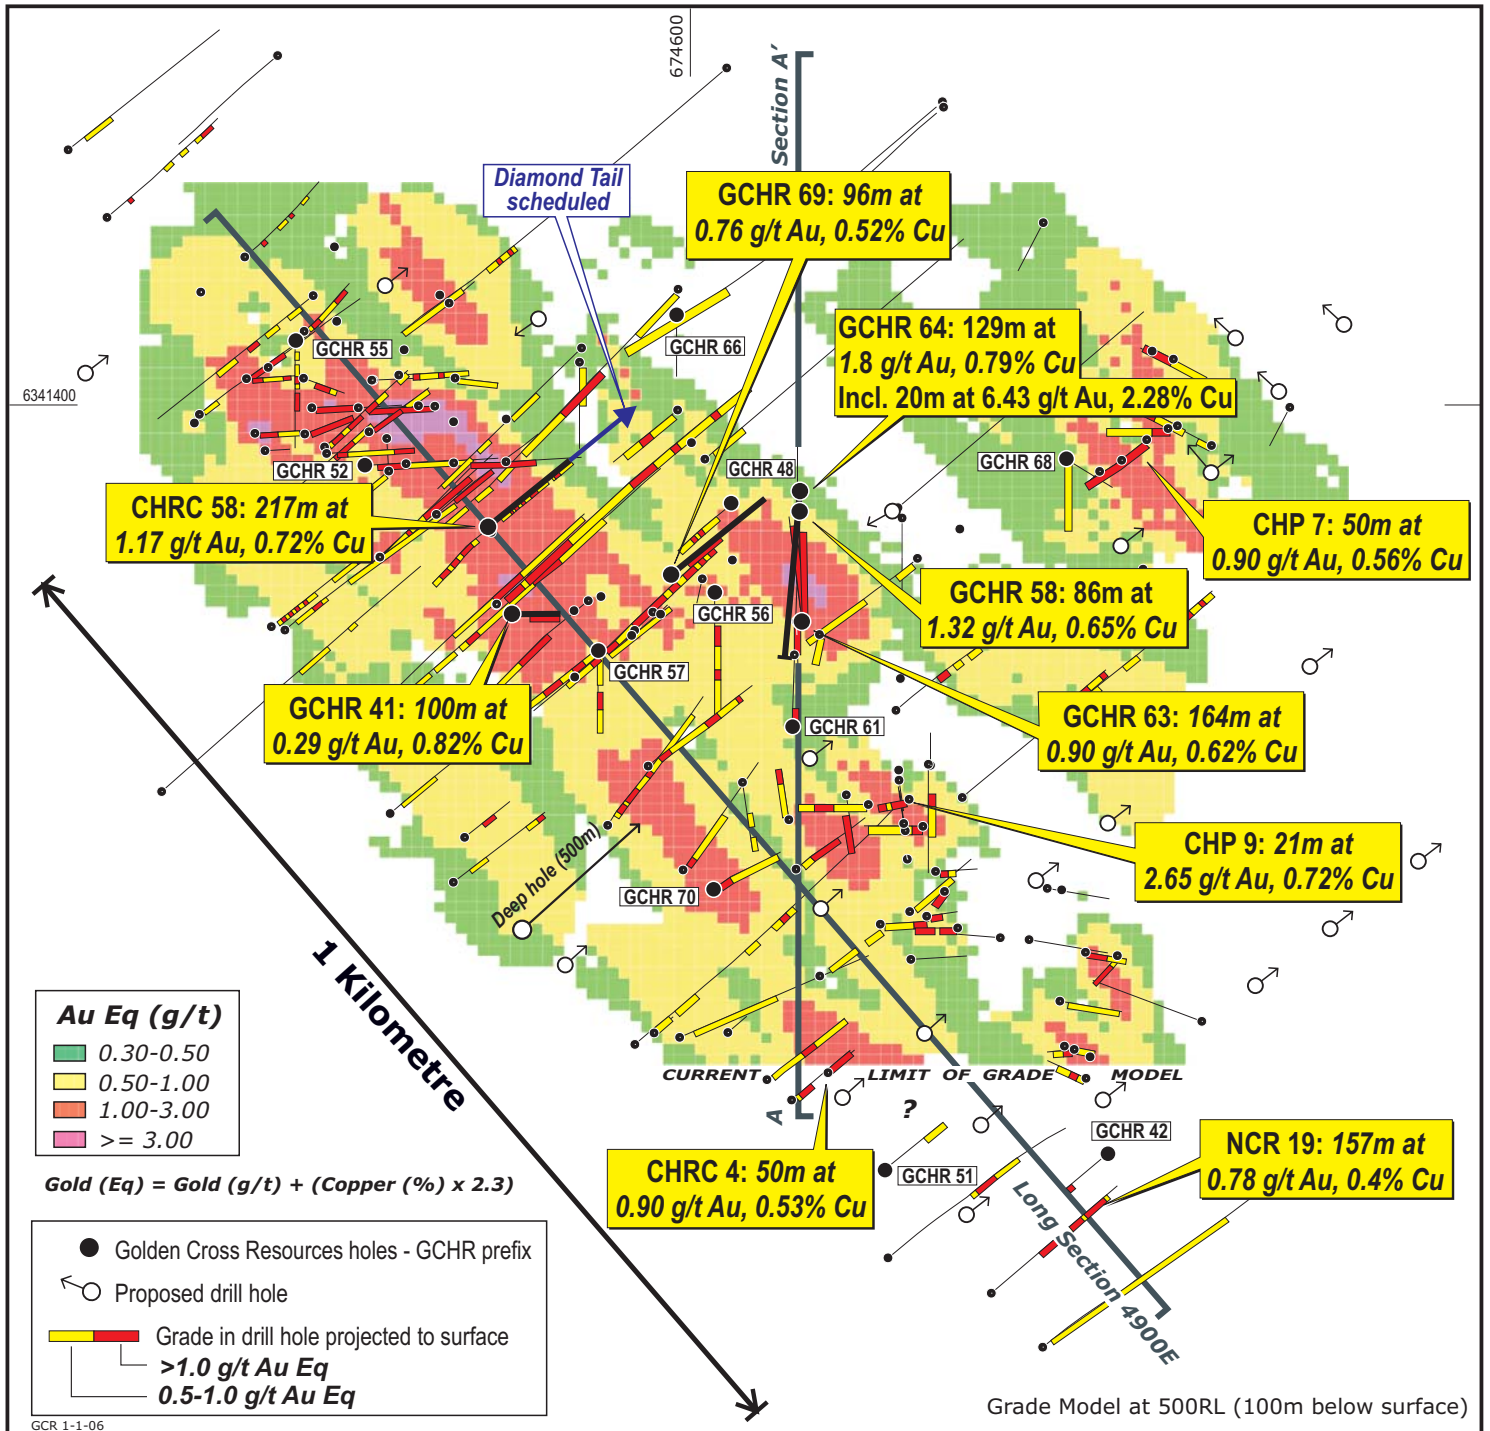 674600
Section A'
Diamond Tail
scheduled
GCHR 69: 96m at
0.76 g/t Au, 0.52% Cu
GCHR 64: 129m at
1.8 g/t Au, 0.79% Cu
Incl. 20m at 6.43 g/t Au, 2.28% Cu
GCHR 55
GCHR 66
6341400
GCHR 52
GCHR 48
GCHR 68
CHRC 58: 217m at
1.17 g/t Au, 0.72% Cu
CHP 7: 50m at
0.90 g/t Au, 0.56% Cu
GCHR 58: 86m at
1.32 g/t Au, 0.65% Cu
GCHR 56
GCHR 57
GCHR 41: 100m at
0.29 g/t Au, 0.82% Cu
GCHR 61
GCHR 63: 164m at
0.90 g/t Au, 0.62% Cu
CHP 9: 21m at
2.65 g/t Au, 0.72% Cu
Deep hole (500m)
GCHR 70
1 Kilometre
Au Eq (g/t)
0.30-0.50
0.50-1.00
1.00-3.00
>= 3.00
Gold (Eq) = Gold (g/t) + (Copper (%) x 2.3)
CURRENT LIMIT OF GRADE MODEL
?
A
CHRC 4: 50m at
0.90 g/t Au, 0.53% Cu
GCHR 51
GCHR 42
NCR 19: 157m at
0.78 g/t Au, 0.4% Cu
Long Section 4900E
Golden Cross Resources holes - GCHR prefix
Proposed drill hole
Grade in drill hole projected to surface
>1.0 g/t Au Eq
0.5-1.0 g/t Au Eq
Grade Model at 500RL (100m below surface)
GCR 1-1-06